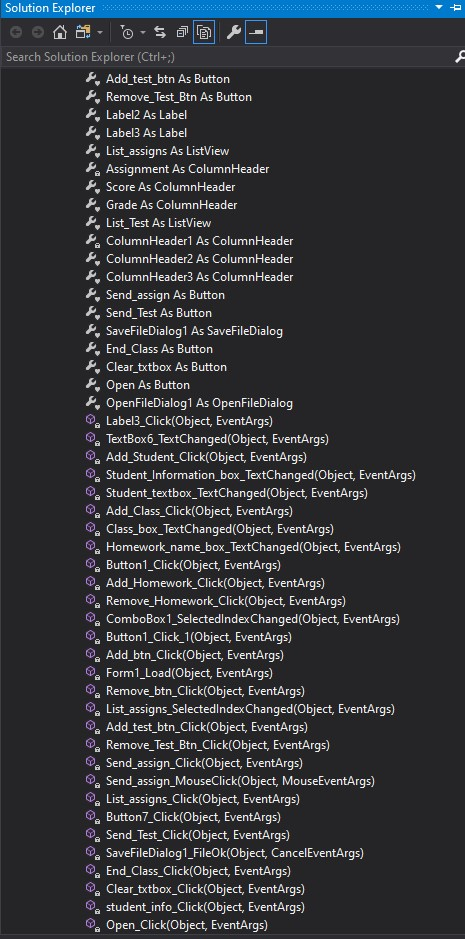 Solution Explorer
Search Solution Explorer (Ctrl+;)
Add_test_btn As Button
Remove_Test_Btn As Button
Label2 As Label
Label3 As Label
List_assigns As ListView
Assignment As ColumnHeader
Score As ColumnHeader
Grade As ColumnHeader
List_Test As ListView
ColumnHeader1 As ColumnHeader
ColumnHeader2 As ColumnHeader
ColumnHeader3 As ColumnHeader
Send_assign As Button
Send_Test As Button
SaveFileDialog1 As SaveFileDialog
End_Class As Button
Clear_txtbox As Button
Open As Button
OpenFileDialog1 As OpenFileDialog
Label3_Click(Object, EventArgs)
TextBox6_TextChanged(Object, EventArgs)
Add_Student_Click(Object, EventArgs)
Student_Information_box_TextChanged(Object, EventArgs)
Student_textbox_TextChanged(Object, EventArgs)
Add_Class_Click(Object, EventArgs)
Class_box_TextChanged(Object, EventArgs)
Homework_name_box_TextChanged(Object, EventArgs)
Button1_Click(Object, EventArgs)
Add_Homework_Click(Object, EventArgs)
Remove_Homework_Click(Object, EventArgs)
ComboBox1_SelectedIndexChanged(Object, EventArgs)
Button1_Click_1(Object, EventArgs)
Add_btn_Click(Object, EventArgs)
Form1_Load(Object, EventArgs)
Remove_btn_Click(Object, EventArgs)
List_assigns_SelectedIndexChanged(Object, EventArgs)
Add_test_btn_Click(Object, EventArgs)
Remove_Test_Btn_Click(Object, EventArgs)
Send_assign_Click(Object, EventArgs)
Send_assign_MouseClick(Object, MouseEventArgs)
List_assigns_Click(Object, EventArgs)
Button7_Click(Object, EventArgs)
Send_Test_Click(Object, EventArgs)
SaveFileDialog1_FileOk(Object, CancelEventArgs)
End_Class_Click(Object, EventArgs)
Clear_txtbox_Click(Object, EventArgs)
student_info_Click(Object, EventArgs)
Open_Click(Object, EventArgs)